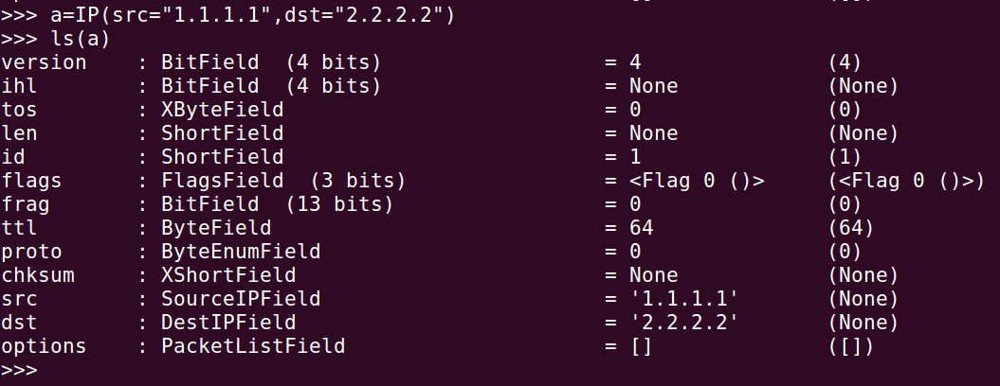 >>> a=IP(src="1.1.1.1",dst="2.2.2.2")
>>> ls(a)
version    : BitField  (4 bits)                  = 4               (4)
ihl        : BitField  (4 bits)                  = None            (None)
tos        : XByteField                          = 0               (0)
len        : ShortField                          = None            (None)
id         : ShortField                          = 1               (1)
flags      : FlagsField  (3 bits)                = <Flag 0 ()>     (<Flag 0 ()>)
frag       : BitField  (13 bits)                 = 0               (0)
ttl        : ByteField                           = 64              (64)
proto      : ByteEnumField                       = 0               (0)
chksum     : XShortField                         = None            (None)
src        : SourceIPField                       = '1.1.1.1'       (None)
dst        : DestIPField                         = '2.2.2.2'       (None)
options    : PacketListField                     = []              ([])
>>>